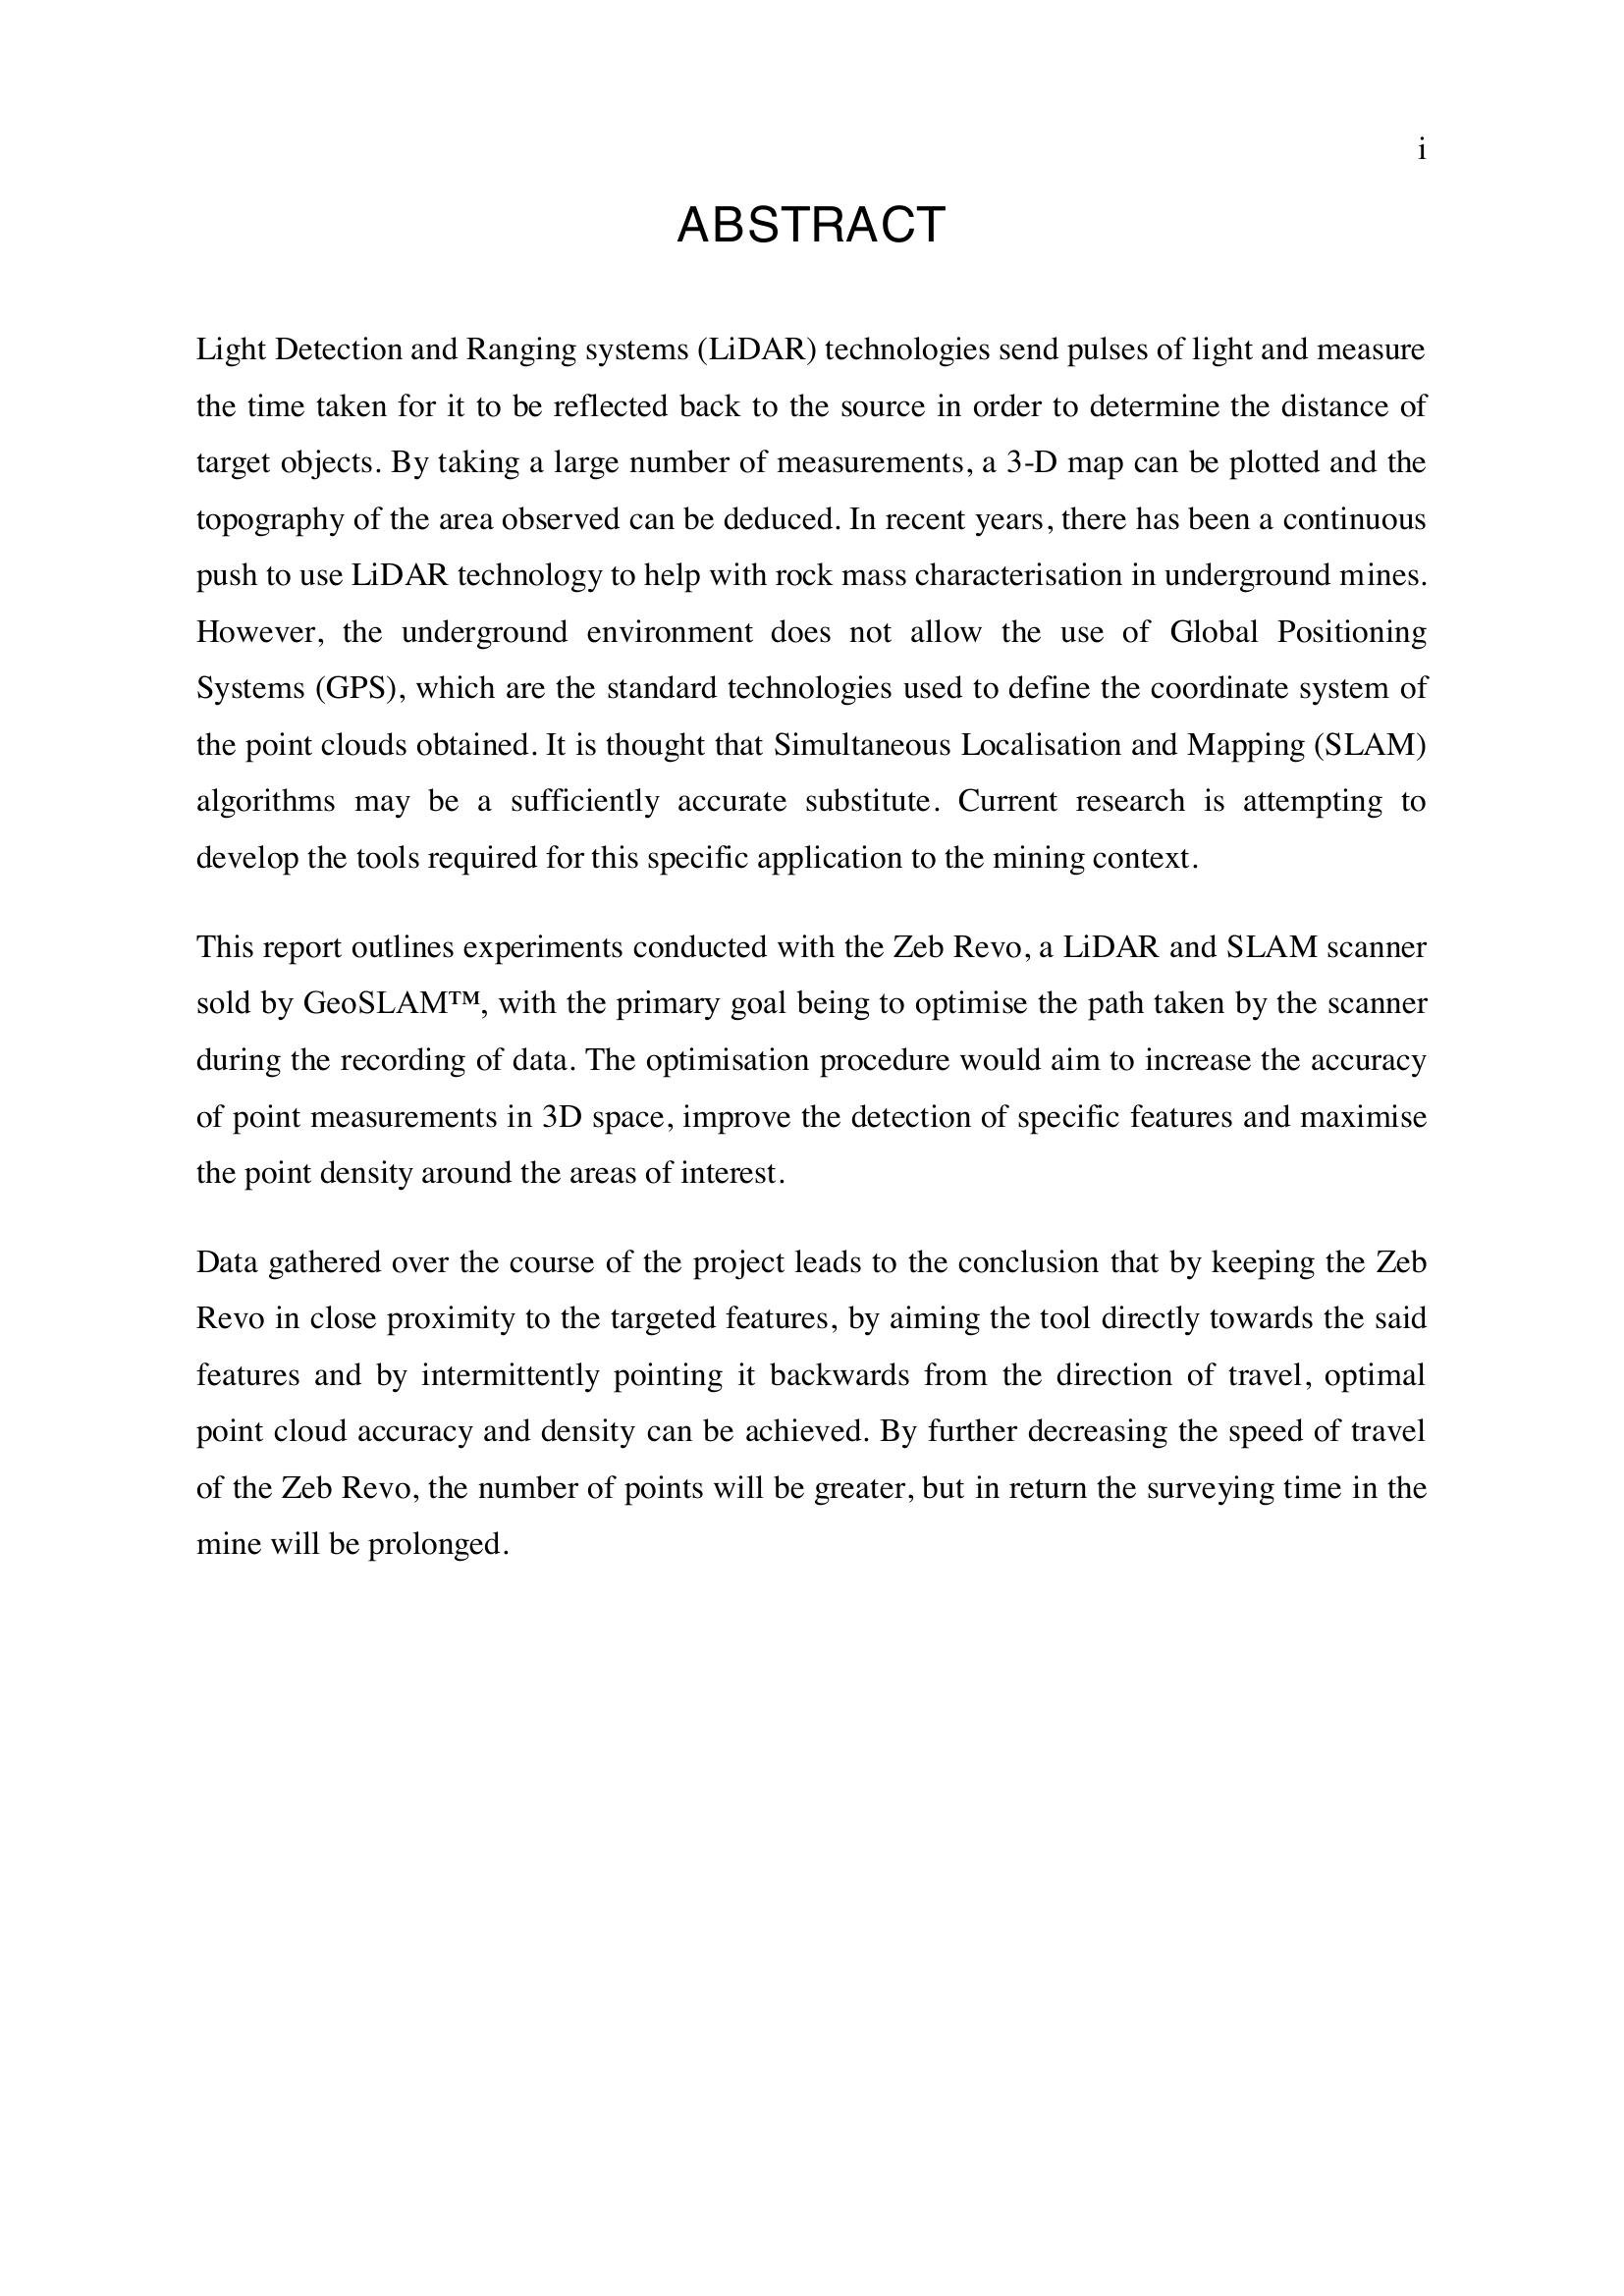 i
ABSTRACT
Light Detection and Ranging systems (LiDAR) technologies send pulses of light and measure
the time taken for it to be reflected back to the source in order to determine the distance of
target objects. By taking a large number of measurements, a 3-D map can be plotted and the
topography of the area observed can be deduced. In recent years, there has been a continuous
push to use LiDAR technology to help with rock mass characterisation in underground mines.
However, the underground environment does not allow the use of Global Positioning
Systems (GPS), which are the standard technologies used to define the coordinate system of
the point clouds obtained. It is thought that Simultaneous Localisation and Mapping (SLAM)
algorithms may be a sufficiently accurate substitute. Current research is attempting to
develop the tools required for this specific application to the mining context.
This report outlines experiments conducted with the Zeb Revo, a LiDAR and SLAM scanner
sold by GeoSLAM™, with the primary goal being to optimise the path taken by the scanner
during the recording of data. The optimisation procedure would aim to increase the accuracy
of point measurements in 3D space, improve the detection of specific features and maximise
the point density around the areas of interest.
Data gathered over the course of the project leads to the conclusion that by keeping the Zeb
Revo in close proximity to the targeted features, by aiming the tool directly towards the said
features and by intermittently pointing it backwards from the direction of travel, optimal
point cloud accuracy and density can be achieved. By further decreasing the speed of travel
of the Zeb Revo, the number of points will be greater, but in return the surveying time in the
mine will be prolonged.